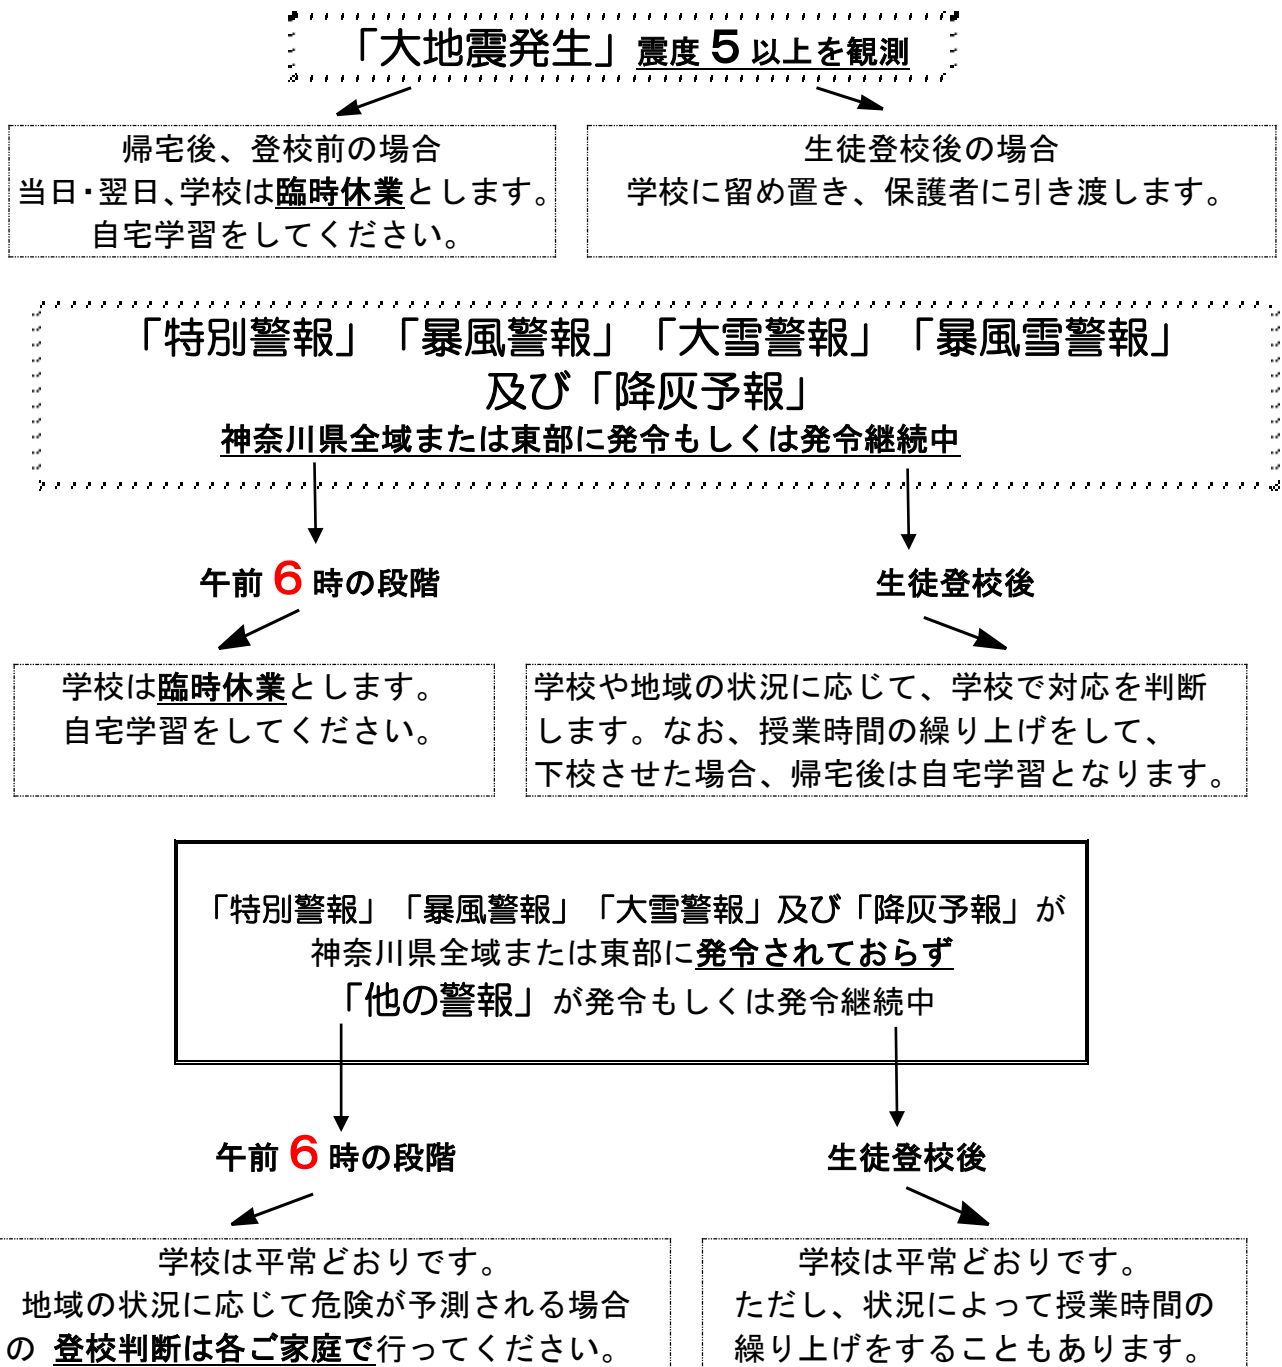 「大地震発生」震度５以上を観測
帰宅後、登校前の場合
当日・翌日、学校は臨時休業とします。
自宅学習をしてください。
生徒登校後の場合
学校に留め置き、保護者に引き渡します。
「特別警報」「暴風警報」「大雪警報」「暴風雪警報」
及び「降灰予報」
神奈川県全域または東部に発令もしくは発令継続中
午前６時の段階
学校は臨時休業とします。
自宅学習をしてください。
生徒登校後
学校や地域の状況に応じて、学校で対応を判断
します。なお、授業時間の繰り上げをして、
下校させた場合、帰宅後は自宅学習となります。
「特別警報」「暴風警報」「大雪警報」及び「降灰予報」が
神奈川県全域または東部に発令されておらず
「他の警報」が発令もしくは発令継続中
午前６時の段階
学校は平常どおりです。
地域の状況に応じて危険が予測される場合
の 登校判断は各ご家庭で行ってください。
生徒登校後
学校は平常どおりです。
ただし、状況によって授業時間の
繰り上げをすることもあります。